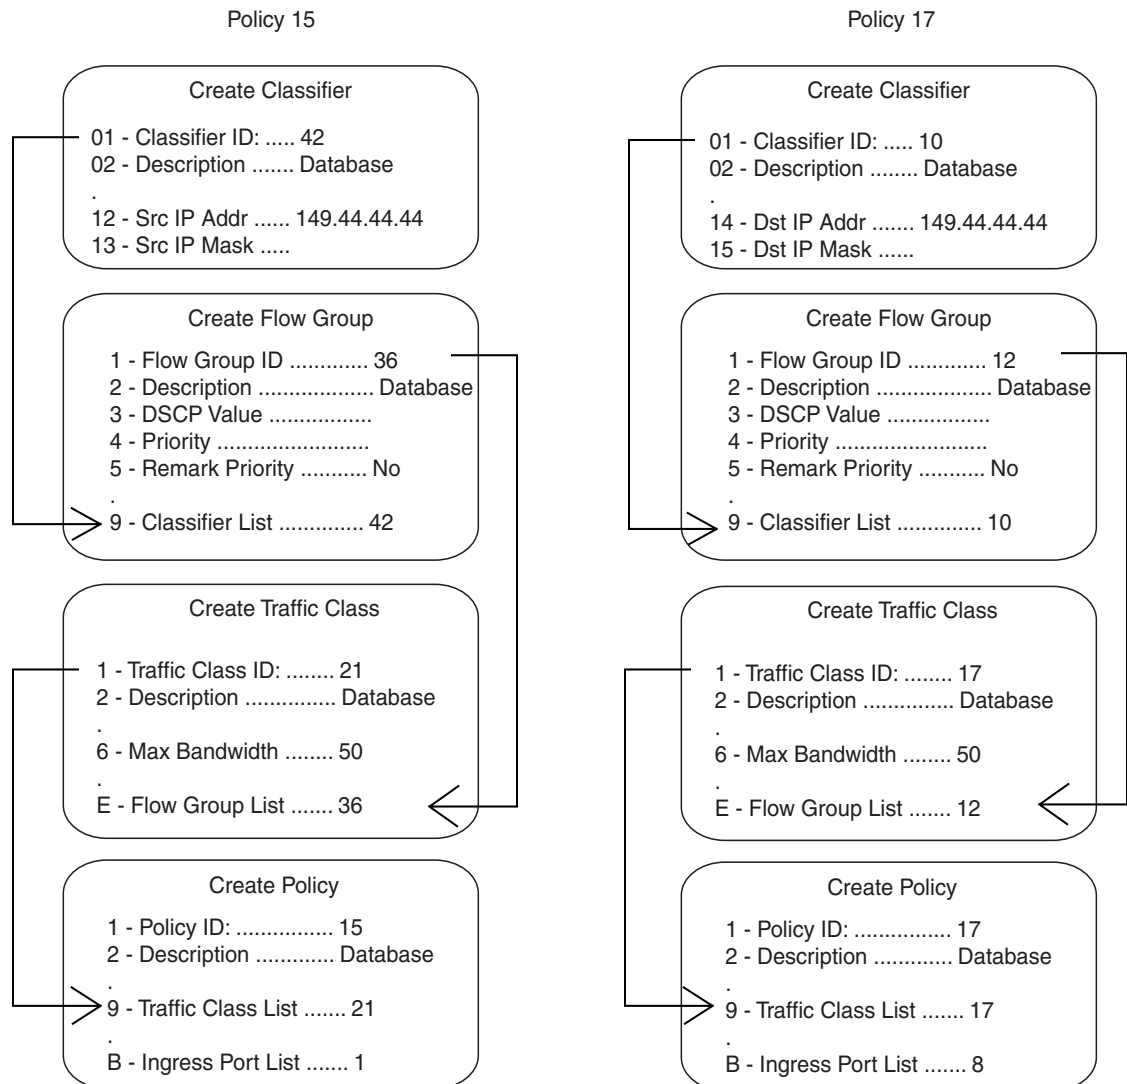 Policy 15
Create Classifier
01 - Classifier ID: ..... 42
02 - Description ....... Database
.
12 - Src IP Addr ...... 149.44.44.44
13 - Src IP Mask .....
Create Flow Group
1 - Flow Group ID ............. 36
2 - Description ................... Database
3 - DSCP Value .................
4 - Priority .........................
5 - Remark Priority ........... No
.
9 - Classifier List .............. 42
Create Traffic Class
1 - Traffic Class ID: ........ 21
2 - Description ............... Database
.
6 - Max Bandwidth ........ 50
.
E - Flow Group List ....... 36
Create Policy
1 - Policy ID: ................ 15
2 - Description ............. Database
.
9 - Traffic Class List ....... 21
.
B - Ingress Port List ....... 1
Policy 17
Create Classifier
01 - Classifier ID: ..... 10
02 - Description ........ Database
.
14 - Dst IP Addr ....... 149.44.44.44
15 - Dst IP Mask ......
Create Flow Group
1 - Flow Group ID ............. 12
2 - Description .................... Database
3 - DSCP Value .................
4 - Priority .........................
5 - Remark Priority ........... No
.
9 - Classifier List .............. 10
Create Traffic Class
1 - Traffic Class ID: ........ 17
2 - Description ............... Database
.
6 - Max Bandwidth ........ 50
.
E - Flow Group List ....... 12
Create Policy
1 - Policy ID: ................ 17
2 - Description ............. Database
.
9 - Traffic Class List ....... 17
.
B - Ingress Port List ....... 8